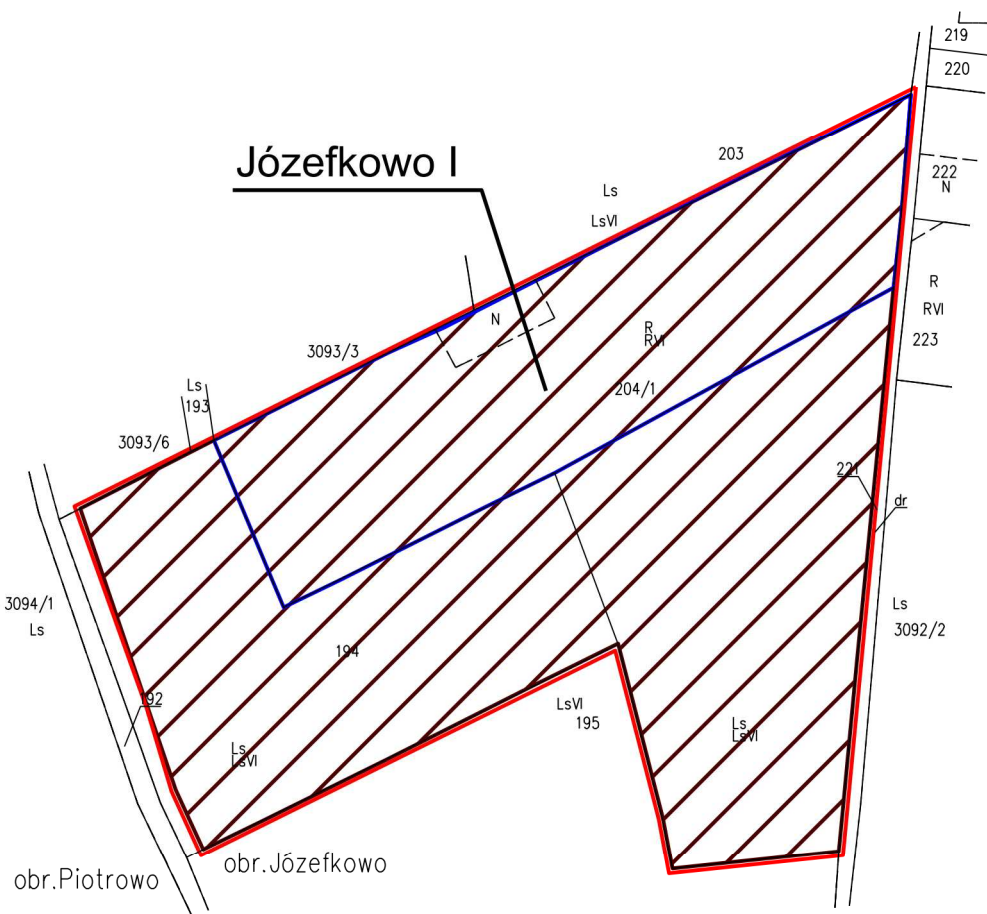 219
220
203
Józefkowo I
222
N
Ls
LsVI
R
RVI
223
N
R
RVI
3093/3
204/1
Ls
193
3093/6
221
dr
3094/1
Ls
Ls
3092/2
194
192
LsVI
195
Ls
LsVI
Ls
LsVI
obr.Józefkowo
obr.Piotrowo